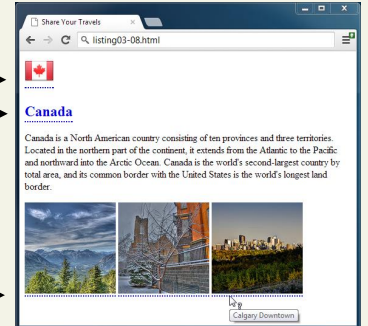 Share Your Travels
listing03-08.html
Canada
Canada is a North American country consisting of ten provinces and three territories.
Located in the northern part of the continent, it extends from the Atlantic to the Pacific
and northward into the Arctic Ocean. Canada is the world's second-largest country by
total area, and its common border with the United States is the world's longest land
border.
Calgary Downtown